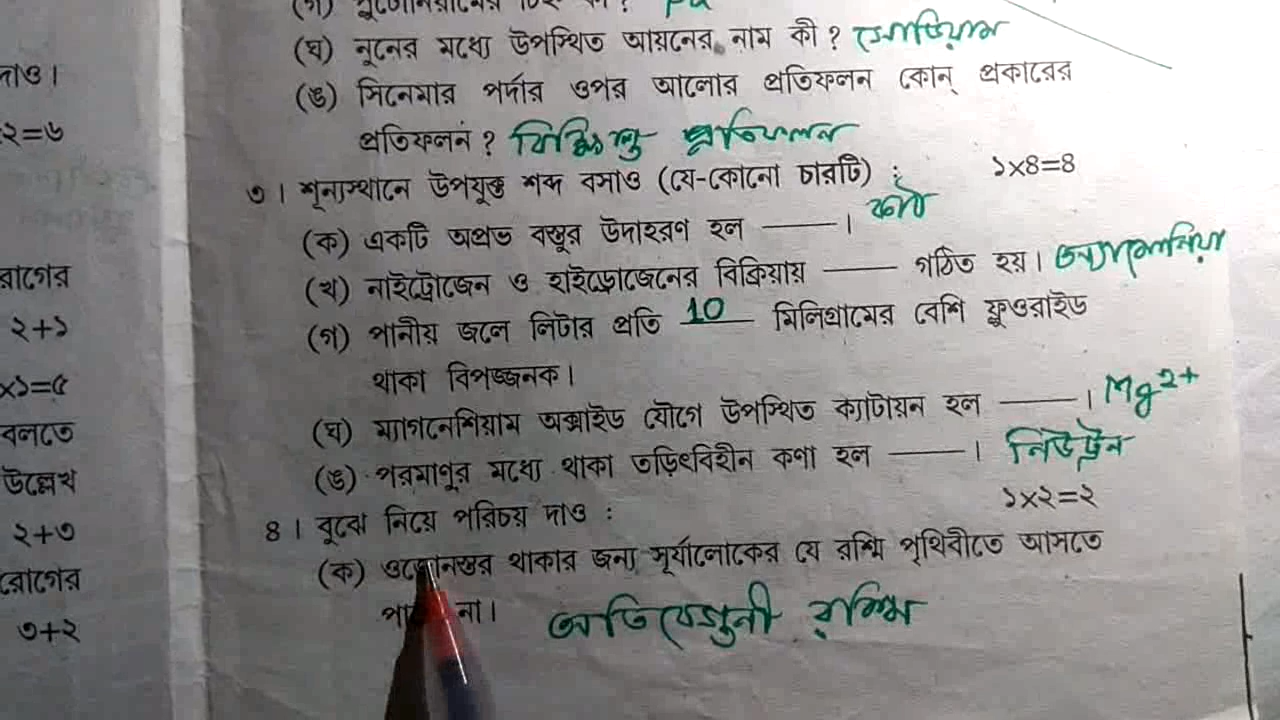 (গ) প্লুটোনিয়ামের চিহ্ন কী? Pu
(ঘ) নুনের মধ্যে উপস্থিত আয়নের নাম কী? সোডিয়াম
দাও।
(ঙ) সিনেমার পর্দার ওপর আলোর প্রতিফলন কোন্ প্রকারের
২=৬
প্রতিফলন? বিক্ষিপ্ত প্রতিফলন
৩। শূন্যস্থানে উপযুক্ত শব্দ বসাও (যে-কোনো চারটি) : ১×৪=৪
(ক) একটি অপ্রভ বস্তুর উদাহরণ হল ———। কাঠ
রাগের
(খ) নাইট্রোজেন ও হাইড্রোজেনের বিক্রিয়ায় ——— গঠিত হয়। অ্যামোনিয়া
২+১
(গ) পানীয় জলে লিটার প্রতি 10 মিলিগ্রামের বেশি ফ্লুওরাইড
×১=৫
থাকা বিপজ্জনক।
বলতে
(ঘ) ম্যাগনেশিয়াম অক্সাইড যৌগে উপস্থিত ক্যাটায়ন হল ———। Mg²⁺
উল্লেখ
(ঙ) পরমাণুর মধ্যে থাকা তড়িৎবিহীন কণা হল ———। নিউট্রন
২+৩
৪। বুঝে নিয়ে পরিচয় দাও : ১×২=২
রোগের
(ক) ওজোনস্তর থাকার জন্য সূর্যালোকের যে রশ্মি পৃথিবীতে আসতে
৩+২
না। অতিবেগুনী রশ্মি